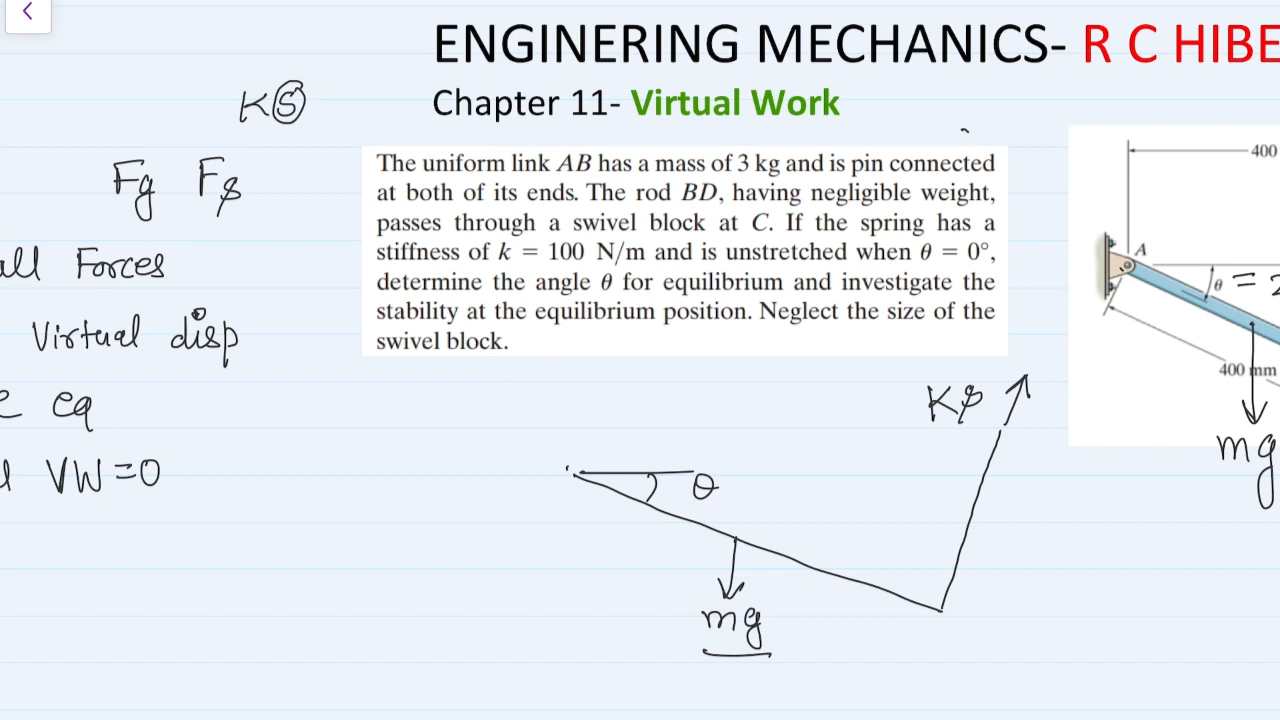 ENGINERING MECHANICS- R C HIBE
Chapter 11- Virtual Work
KS
Fg Fs
all Forces
Virtual disp
e eq
VW=0
The uniform link AB has a mass of 3 kg and is pin connected
at both of its ends. The rod BD, having negligible weight,
passes through a swivel block at C. If the spring has a
stiffness of k = 100 N/m and is unstretched when θ = 0°,
determine the angle θ for equilibrium and investigate the
stability at the equilibrium position. Neglect the size of the
swivel block.
400
A
θ =
400 mm
mg
KS
θ
mg